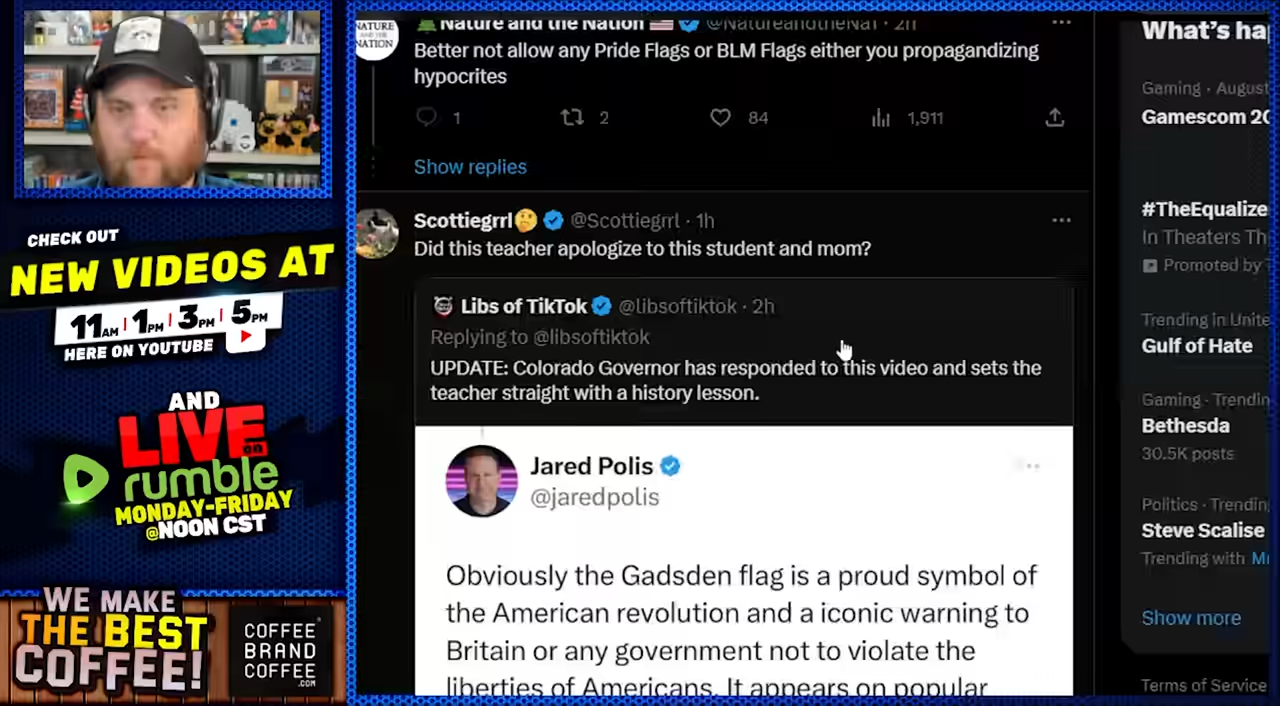 NATURE
AND THE
NATION
Nature and the Nation
@NatureandtheNat · 2h
Better not allow any Pride Flags or BLM Flags either you propagandizing
hypocrites
1
2
84
1,911
Show replies
Scottiegrrl @Scottiegrrl · 1h
Did this teacher apologize to this student and mom?
Libs of TikTok @libsoftiktok · 2h
Replying to @libsoftiktok
UPDATE: Colorado Governor has responded to this video and sets the
teacher straight with a history lesson.
Jared Polis
@jaredpolis
Obviously the Gadsden flag is a proud symbol of
the American revolution and a iconic warning to
Britain or any government not to violate the
liberties of Americans. It appears on popular
What's ha
Gaming · August
Gamescom 20
#TheEqualize
In Theaters Th
Promoted by
Trending in Unite
Gulf of Hate
Gaming · Trendin
Bethesda
30.5K posts
Politics · Trendin
Steve Scalise
Trending with M
Show more
Terms of Service
CHECK OUT
NEW VIDEOS AT
11AM | 1PM | 3PM | 5PM
HERE ON YOUTUBE
AND
LIVE on
rumble
MONDAY-FRIDAY
@NOON CST
WE MAKE
THE BEST
COFFEE!
COFFEE
BRAND
COFFEE
.COM